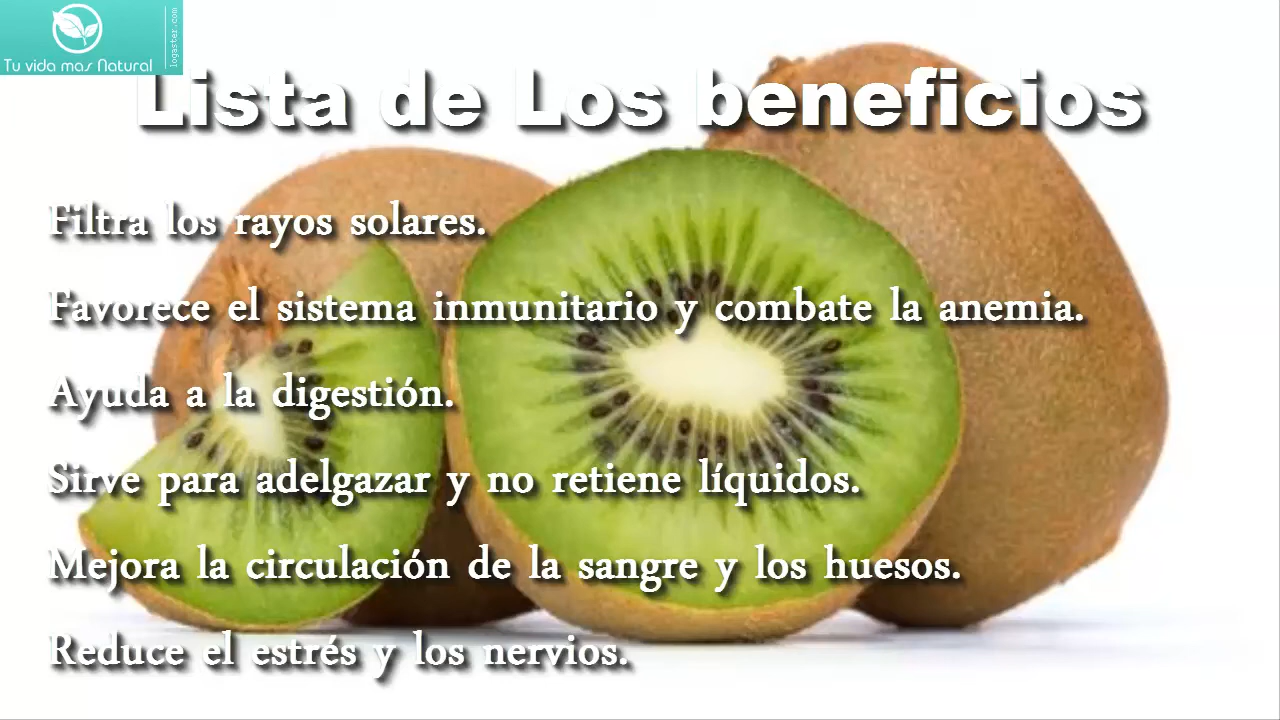 Tu vida mas Natural
logaster.com
Lista de Los beneficios
Filtra los rayos solares.
Favorece el sistema inmunitario y combate la anemia.
Ayuda a la digestión.
Sirve para adelgazar y no retiene líquidos.
Mejora la circulación de la sangre y los huesos.
Reduce el estrés y los nervios.